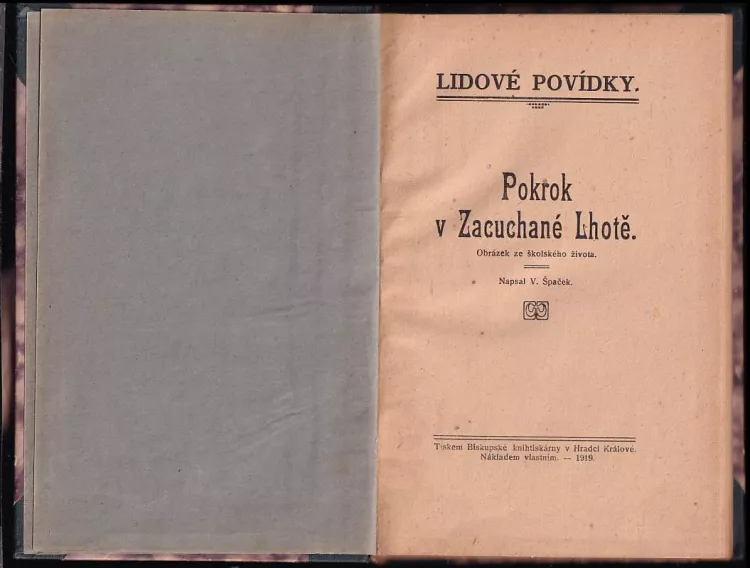 LIDOVÉ POVÍDKY.
Pokrok
v Zacuchané Lhotě.
Obrázek ze školského života.
Napsal V. Špaček.
Tiskem Biskupské knihtiskárny v Hradci Králové.
Nákladem vlastním. — 1919.